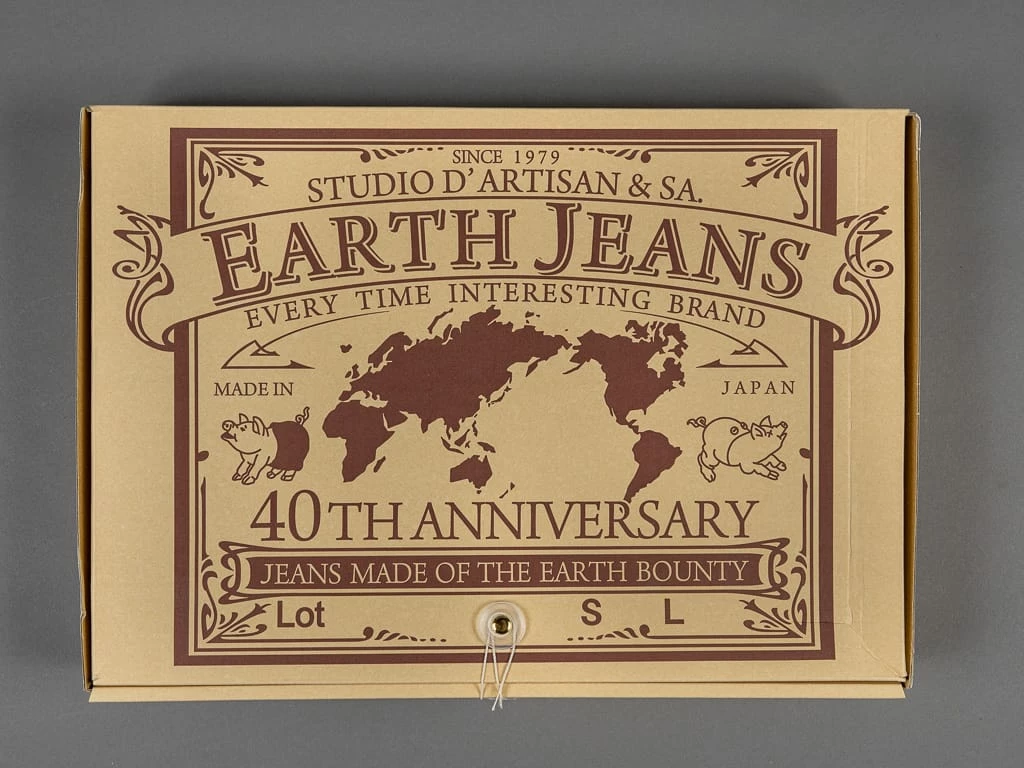 SINCE 1979
STUDIO D'ARTISAN & SA.
EARTH JEANS
EVERY TIME INTERESTING BRAND
MADE IN JAPAN
40TH ANNIVERSARY
JEANS MADE OF THE EARTH BOUNTY
Lot S L